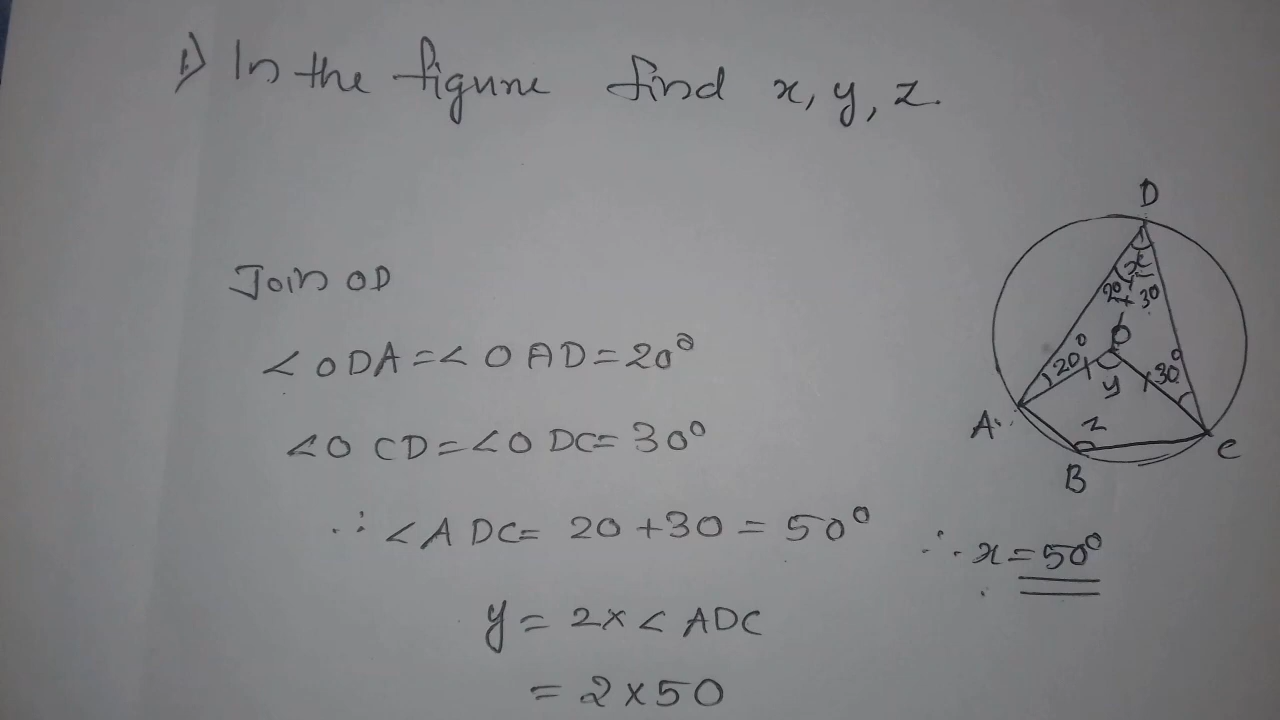 1) In the figure find x, y, z.
D
x
20 + 30
Join OD
O
∠ODA = ∠OAD = 20°
20°
30°
y
A
z
∠OCD = ∠ODC = 30°
C
B
∴ ∠ADC = 20 + 30 = 50° ∴ x = 50°
y = 2 × ∠ADC
= 2 × 50